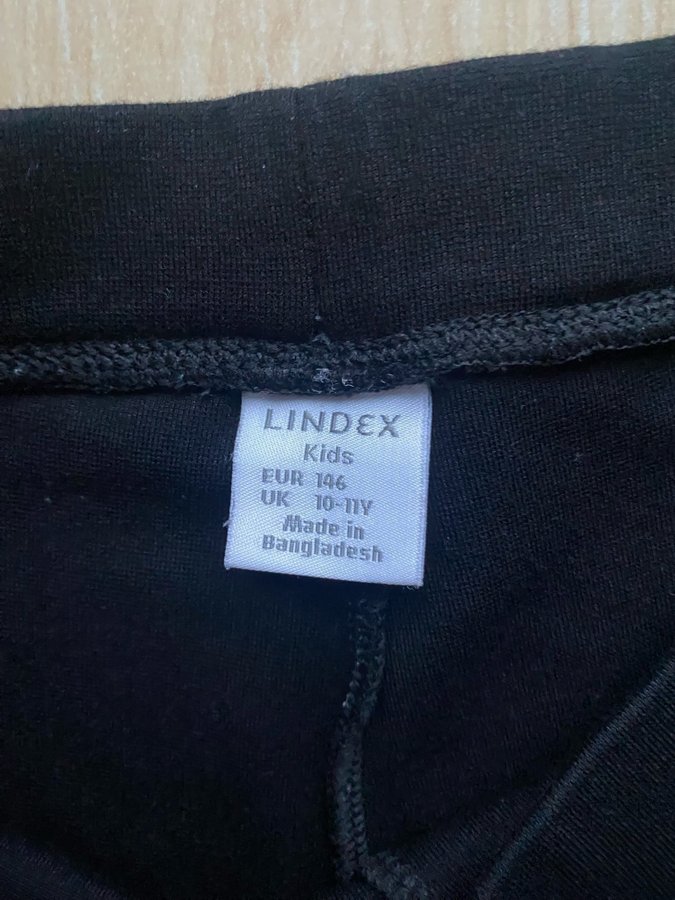 LINDEX
Kids
EUR 146
UK 10-11Y
Made in
Bangladesh